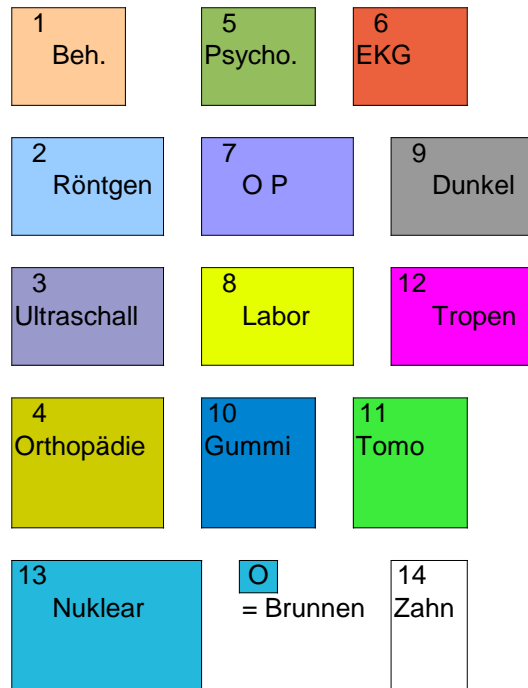 1
Beh.
5
Psycho.
6
EKG
2
Röntgen
7
O P
9
Dunkel
3
Ultraschall
8
Labor
12
Tropen
4
Orthopädie
10
Gummi
11
Tomo
13
Nuklear
O
= Brunnen
14
Zahn